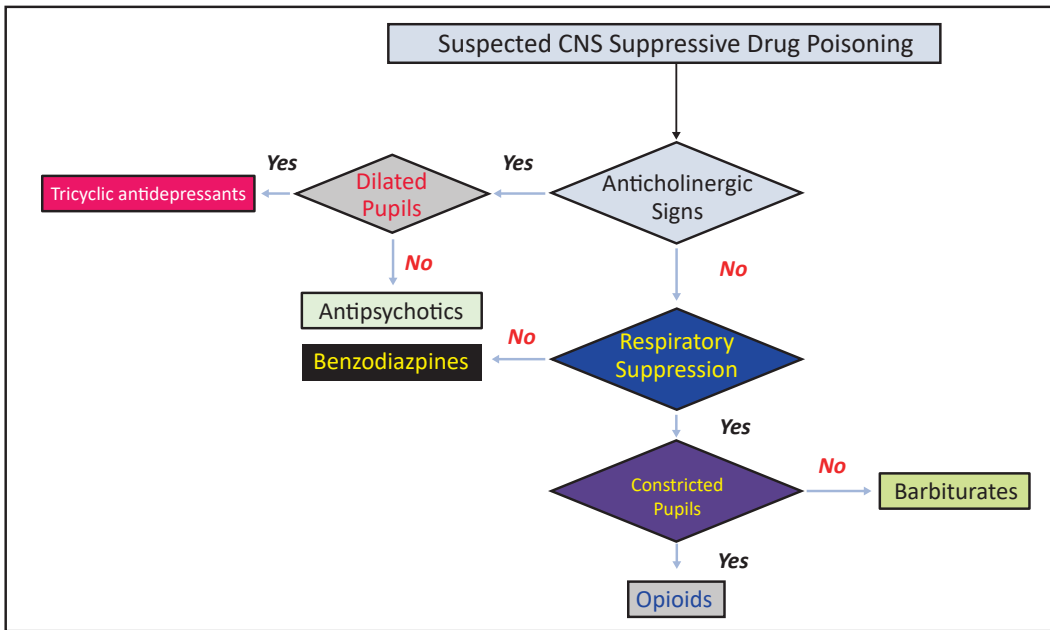 Suspected CNS Suppressive Drug Poisoning
Anticholinergic
Signs
Yes
Dilated
Pupils
Yes
Tricyclic antidepressants
No
Antipsychotics
No
Respiratory
Suppression
No
Benzodiazpines
Yes
Constricted
Pupils
No
Barbiturates
Yes
Opioids